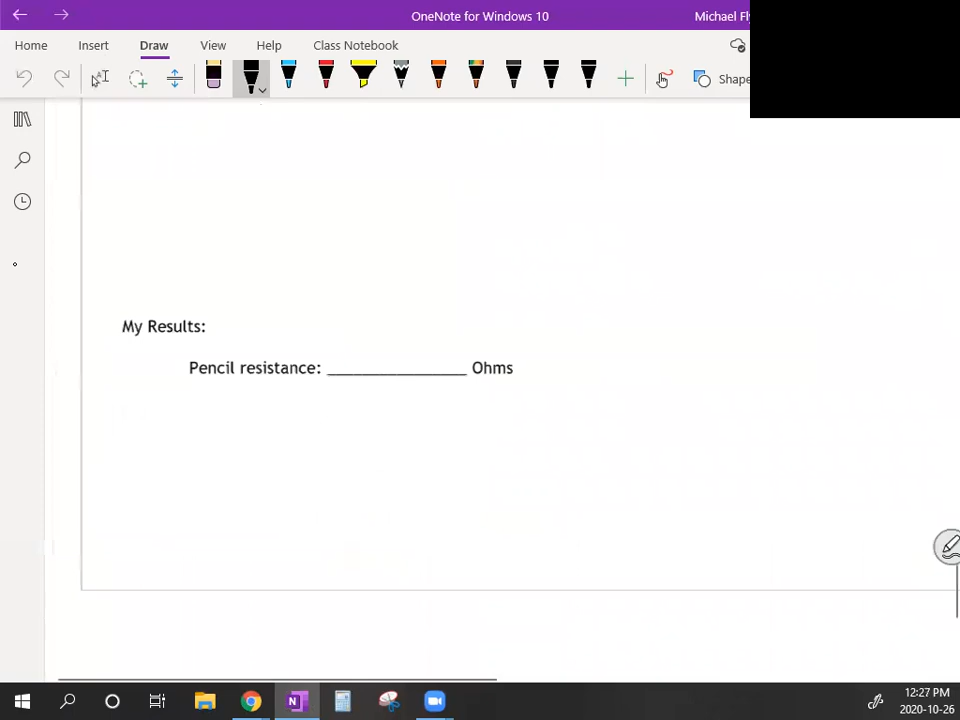 OneNote for Windows 10
Michael Fl
Home Insert Draw View Help Class Notebook
Shape
My Results:
Pencil resistance: ________________ Ohms
12:27 PM
2020-10-26